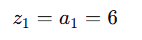 z₁ = a₁ = 6